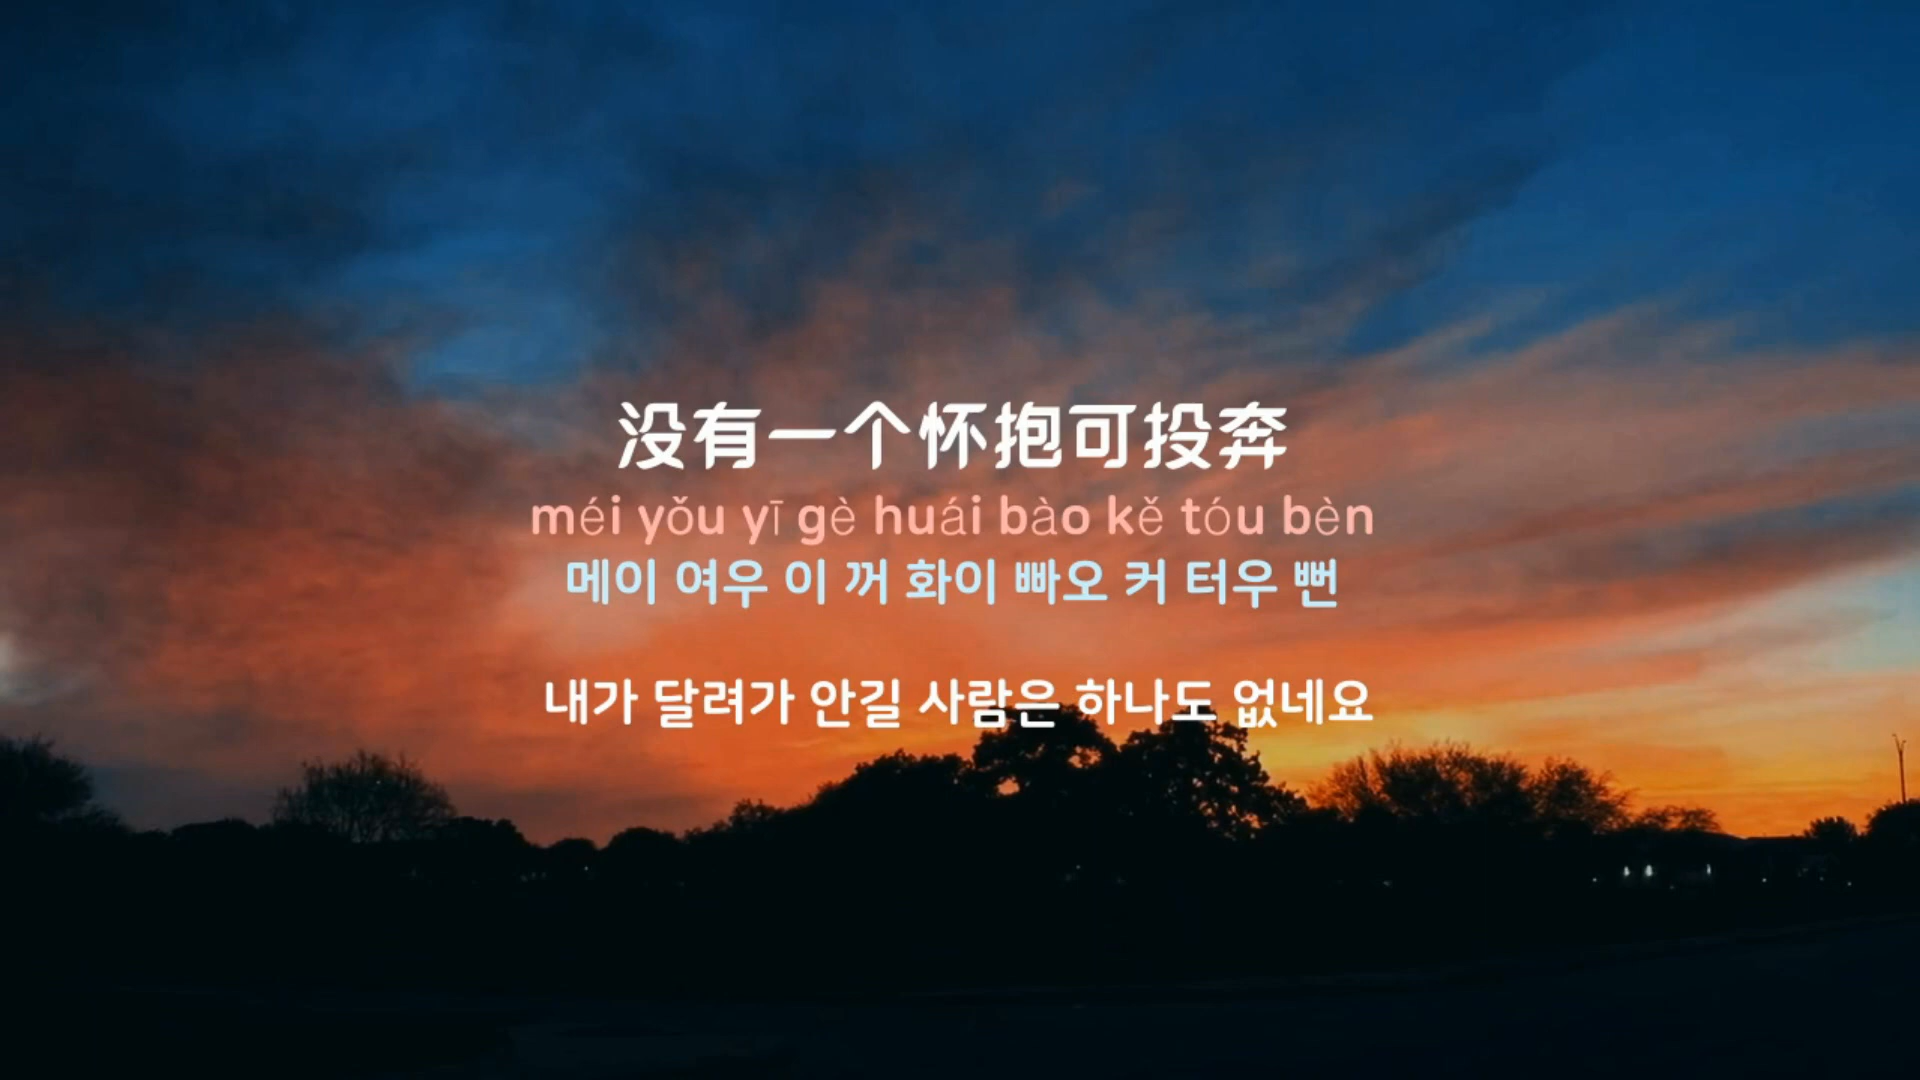 没有一个怀抱可投奔
méi yǒu yī gè huái bào kě tóu bèn
메이 여우 이 꺼 화이 빠오 커 터우 뻔
내가 달려가 안길 사람은 하나도 없네요